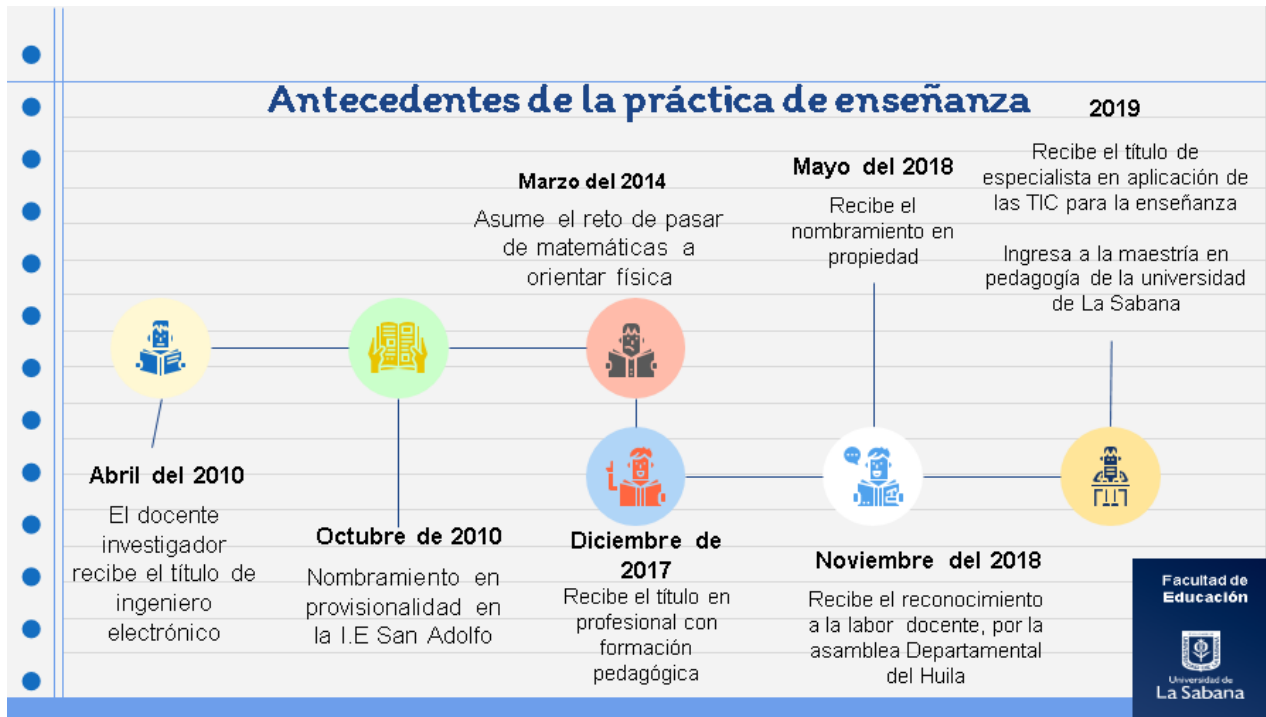 Antecedentes de la práctica de enseñanza
Abril del 2010
El docente
investigador
recibe el título de
ingeniero
electrónico
Octubre de 2010
Nombramiento en
provisionalidad en
la I.E San Adolfo
Marzo del 2014
Asume el reto de pasar
de matemáticas a
orientar física
Diciembre de
2017
Recibe el título en
profesional con
formación
pedagógica
Mayo del 2018
Recibe el
nombramiento en
propiedad
Noviembre del 2018
Recibe el reconocimiento
a la labor docente, por la
asamblea Departamental
del Huila
2019
Recibe el título de
especialista en aplicación de
las TIC para la enseñanza
Ingresa a la maestría en
pedagogía de la universidad
de La Sabana
Facultad de
Educación
Universidad de
La Sabana